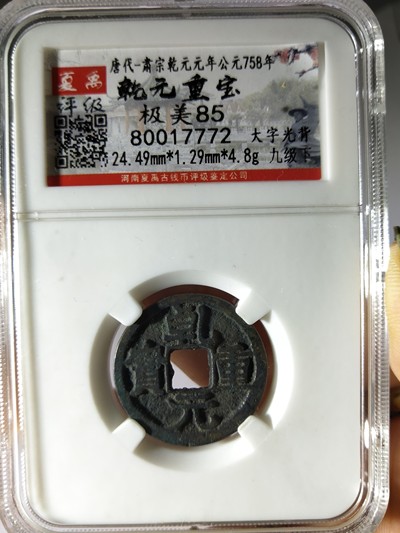 夏禹
评级
唐代-肃宗乾元元年公元758年
乾元重宝
极美85
80017772 大字光背
24.49mm*1.29mm*4.8g 九级下
河南夏禹古钱币评级鉴定公司
乾元重寶